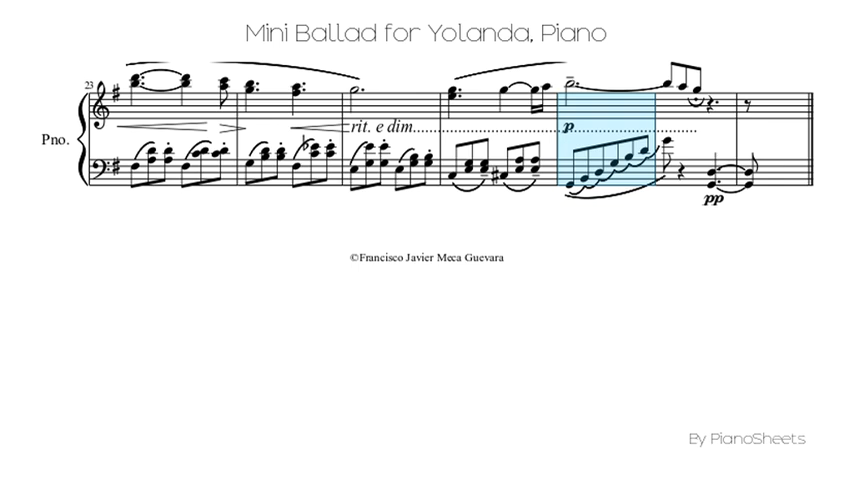 Mini Ballad for Yolanda, Piano
23
Pno.
rit. e dim.
p
pp
©Francisco Javier Meca Guevara
By PianoSheets